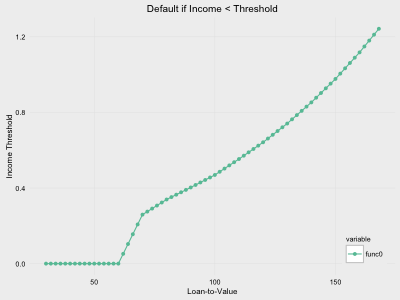 Default if Income < Threshold
1.2
0.8
0.4
0.0
Income Threshold
50
100
150
Loan-to-Value
variable
func0